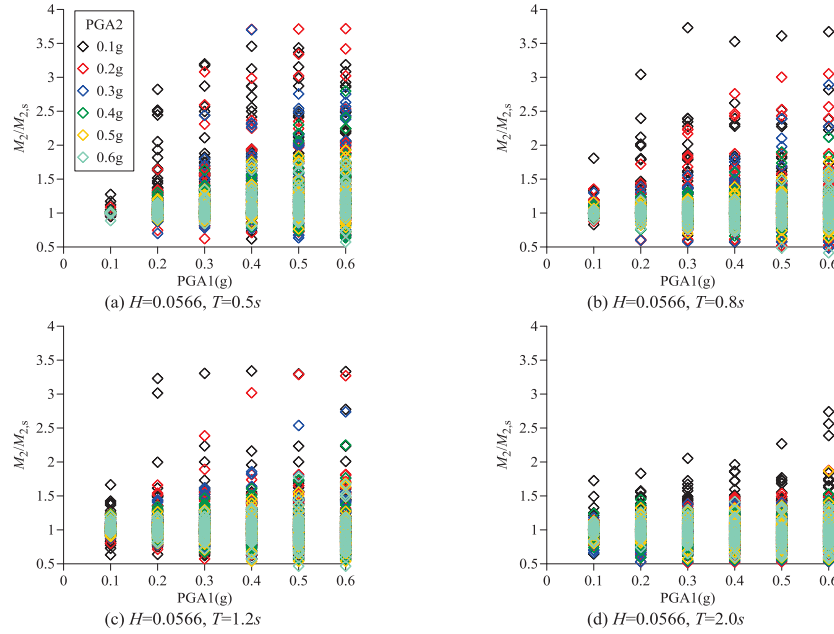 PGA2
0.1g
0.2g
0.3g
0.4g
0.5g
0.6g
4
3.5
3
2.5
2
1.5
1
0.5
M2/M2,s
0 0.1 0.2 0.3 0.4 0.5 0.6
PGA1(g)
(a) H=0.0566, T=0.5s
4
3.5
3
2.5
2
1.5
1
0.5
M2/M2,s
0 0.1 0.2 0.3 0.4 0.5 0.6
PGA1(g)
(b) H=0.0566, T=0.8s
4
3.5
3
2.5
2
1.5
1
0.5
M2/M2,s
0 0.1 0.2 0.3 0.4 0.5 0.6
PGA1(g)
(c) H=0.0566, T=1.2s
4
3.5
3
2.5
2
1.5
1
0.5
M2/M2,s
0 0.1 0.2 0.3 0.4 0.5 0.6
PGA1(g)
(d) H=0.0566, T=2.0s